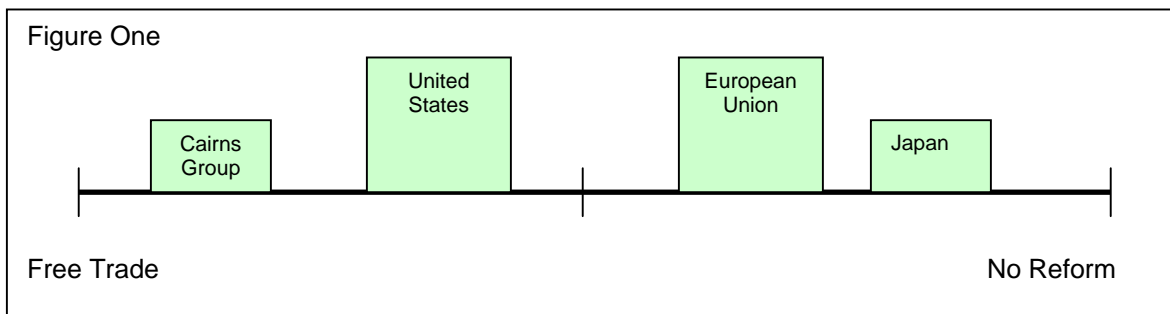 Figure One
Cairns
Group
United
States
European
Union
Japan
Free Trade
No Reform